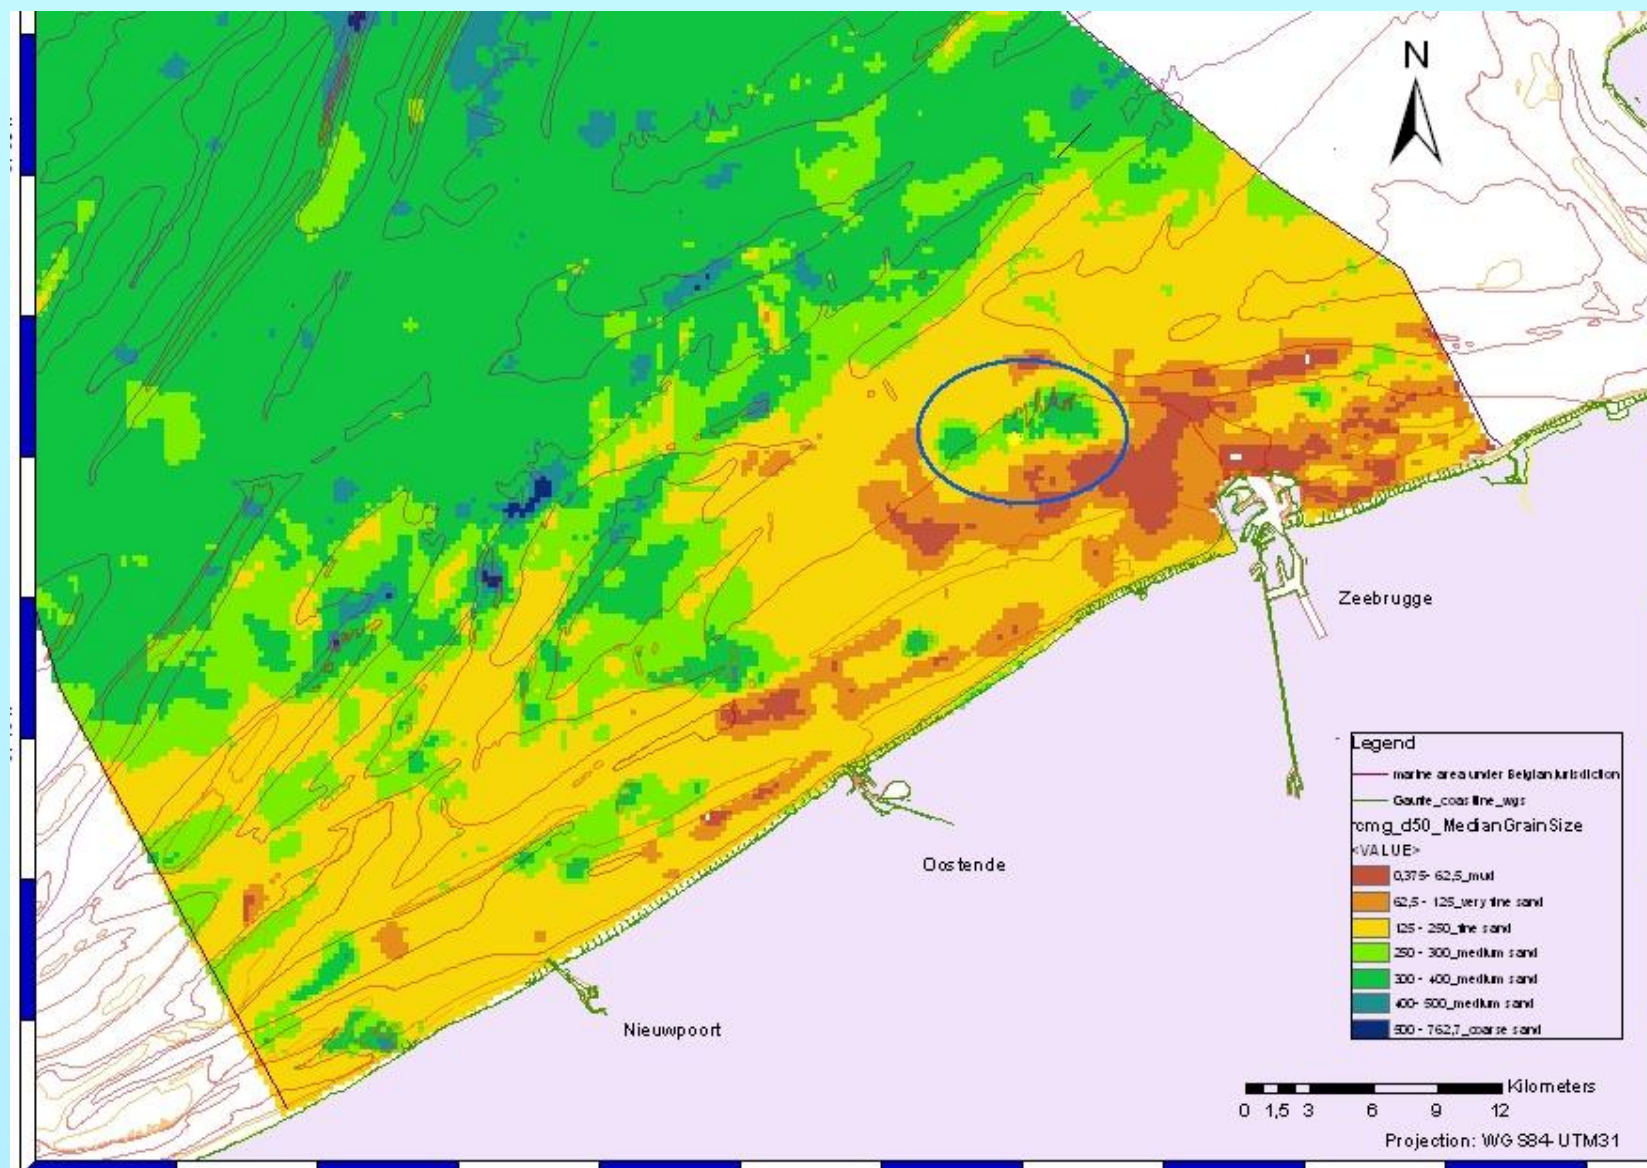 N
Zeebrugge
Oostende
Nieuwpoort
Legend
marine area under Belgian jurisdiction
Gaurie_coastline_wgs
rcmg_d50_MedianGrainSize
<VALUE>
0,375- 62,5_mud
62,5 - 125_very fine sand
125 - 250_fine sand
250 - 300_medium sand
300 - 400_medium sand
400- 500_medium sand
500 - 762,7_coarse sand
Kilometers
0 1,5 3 6 9 12
Projection: WGS84-UTM31